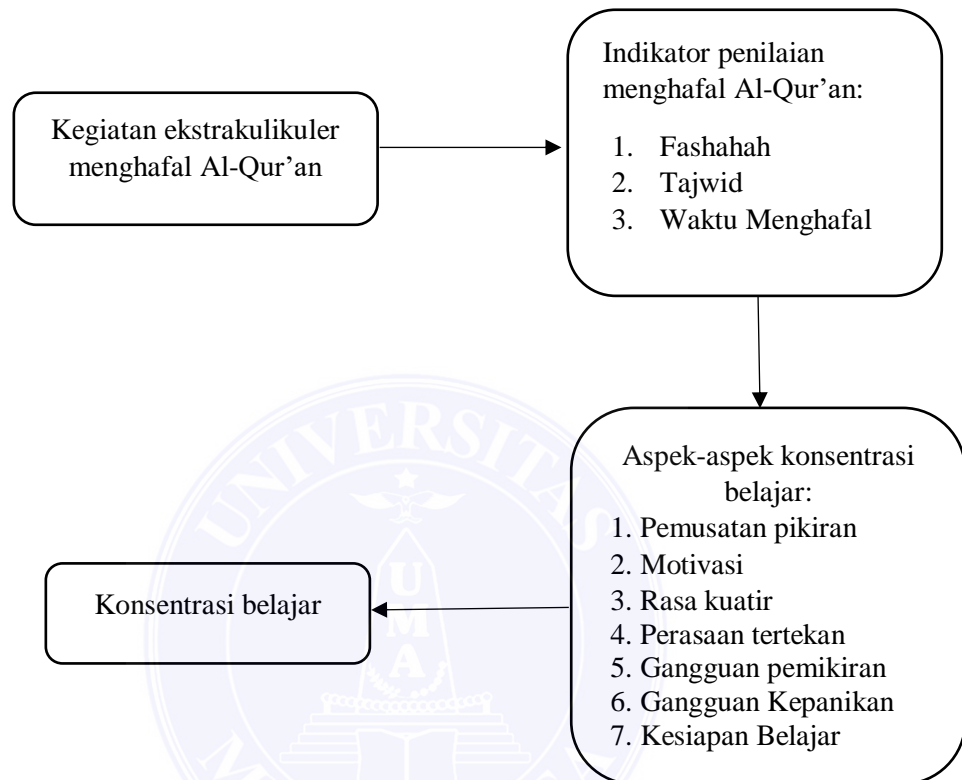 Kegiatan ekstrakulikuler
menghafal Al-Qur’an
Indikator penilaian
menghafal Al-Qur’an:
1. Fashahah
2. Tajwid
3. Waktu Menghafal
Aspek-aspek konsentrasi
belajar:
1. Pemusatan pikiran
2. Motivasi
3. Rasa kuatir
4. Perasaan tertekan
5. Gangguan pemikiran
6. Gangguan Kepanikan
7. Kesiapan Belajar
Konsentrasi belajar
UNIVERSITAS
UMA